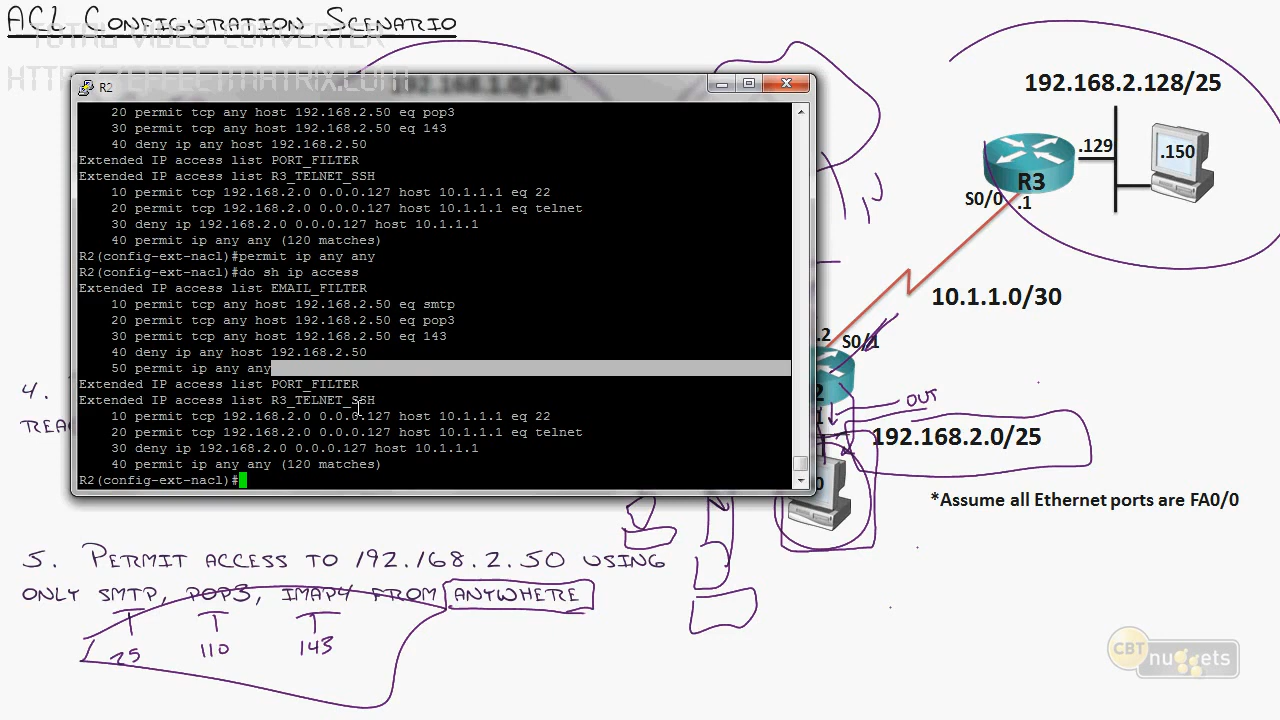 ACL CONFIGURATION SCENARIO
TOTAL VIDEO CONVERTER
HTTP://EFFECTMATRIX.COM
192.168.1.0/24
R2
20 permit tcp any host 192.168.2.50 eq pop3
30 permit tcp any host 192.168.2.50 eq 143
40 deny ip any host 192.168.2.50
Extended IP access list PORT_FILTER
Extended IP access list R3_TELNET_SSH
10 permit tcp 192.168.2.0 0.0.0.127 host 10.1.1.1 eq 22
20 permit tcp 192.168.2.0 0.0.0.127 host 10.1.1.1 eq telnet
30 deny ip 192.168.2.0 0.0.0.127 host 10.1.1.1
40 permit ip any any (120 matches)
R2(config-ext-nacl)#permit ip any any
R2(config-ext-nacl)#do sh ip access
Extended IP access list EMAIL_FILTER
10 permit tcp any host 192.168.2.50 eq smtp
20 permit tcp any host 192.168.2.50 eq pop3
30 permit tcp any host 192.168.2.50 eq 143
40 deny ip any host 192.168.2.50
50 permit ip any any
Extended IP access list PORT_FILTER
Extended IP access list R3_TELNET_SSH
10 permit tcp 192.168.2.0 0.0.0.127 host 10.1.1.1 eq 22
20 permit tcp 192.168.2.0 0.0.0.127 host 10.1.1.1 eq telnet
30 deny ip 192.168.2.0 0.0.0.127 host 10.1.1.1
40 permit ip any any (120 matches)
R2(config-ext-nacl)#
192.168.2.128/25
.129
.150
R3
S0/0
.1
10.1.1.0/30
.2
S0/1
2
OUT
192.168.2.0/25
0
*Assume all Ethernet ports are FA0/0
4.
5. PERMIT ACCESS TO 192.168.2.50 USING
ONLY SMTP, POP3, IMAP4 FROM ANYWHERE
25 110 143
CBT nuggets